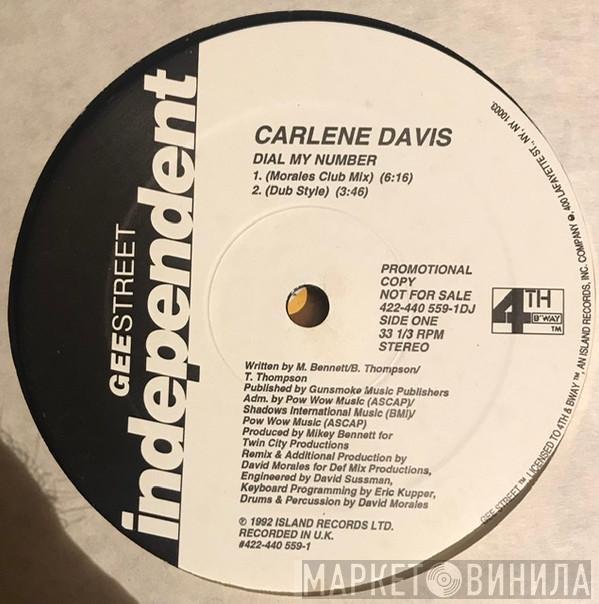 GEESTREET
independent
CARLENE DAVIS
DIAL MY NUMBER
1. (Morales Club Mix) (6:16)
2. (Dub Style) (3:46)
PROMOTIONAL
COPY
NOT FOR SALE
422-440 559-1DJ
SIDE ONE
33 1/3 RPM
STEREO
4TH
B'WAY
TM
Written by M. Bennett/B. Thompson/
T. Thompson
Published by Gunsmoke Music Publishers
Adm. by Pow Wow Music (ASCAP)/
Shadows International Music (BMI)/
Pow Wow Music (ASCAP)
Produced by Mikey Bennett for
Twin City Productions
Remix & Additional Production by
David Morales for Def Mix Productions,
Engineered by David Sussman,
Keyboard Programming by Eric Kupper,
Drums & Percussion by David Morales
℗ 1992 ISLAND RECORDS LTD.
RECORDED IN U.K.
#422-440 559-1
GEE STREET™ LICENSED TO 4TH & BWAY™, AN ISLAND RECORDS, INC. COMPANY ● 400 LAFAYETTE ST., NY, NY 10003.
МАРКЕТ ВИНИЛА